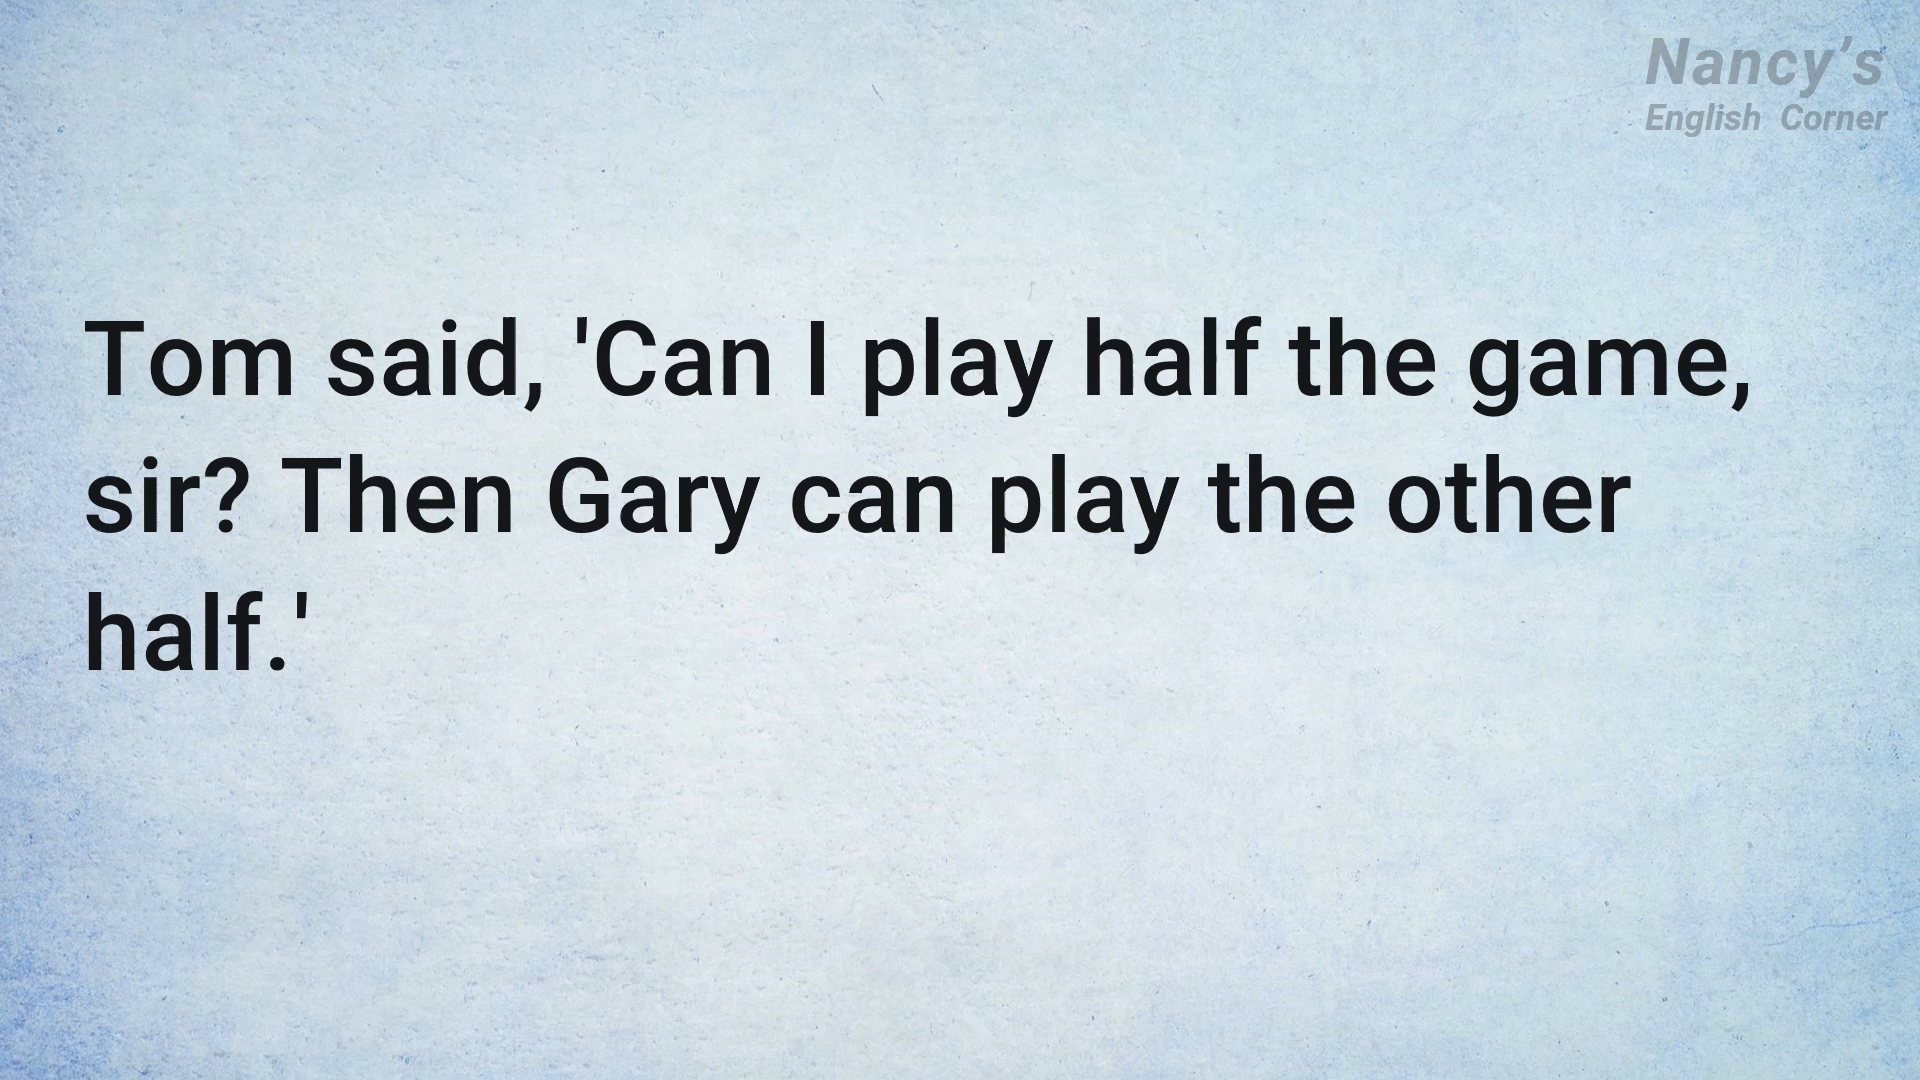 Nancy’s
English Corner
Tom said, 'Can I play half the game,
sir? Then Gary can play the other
half.'